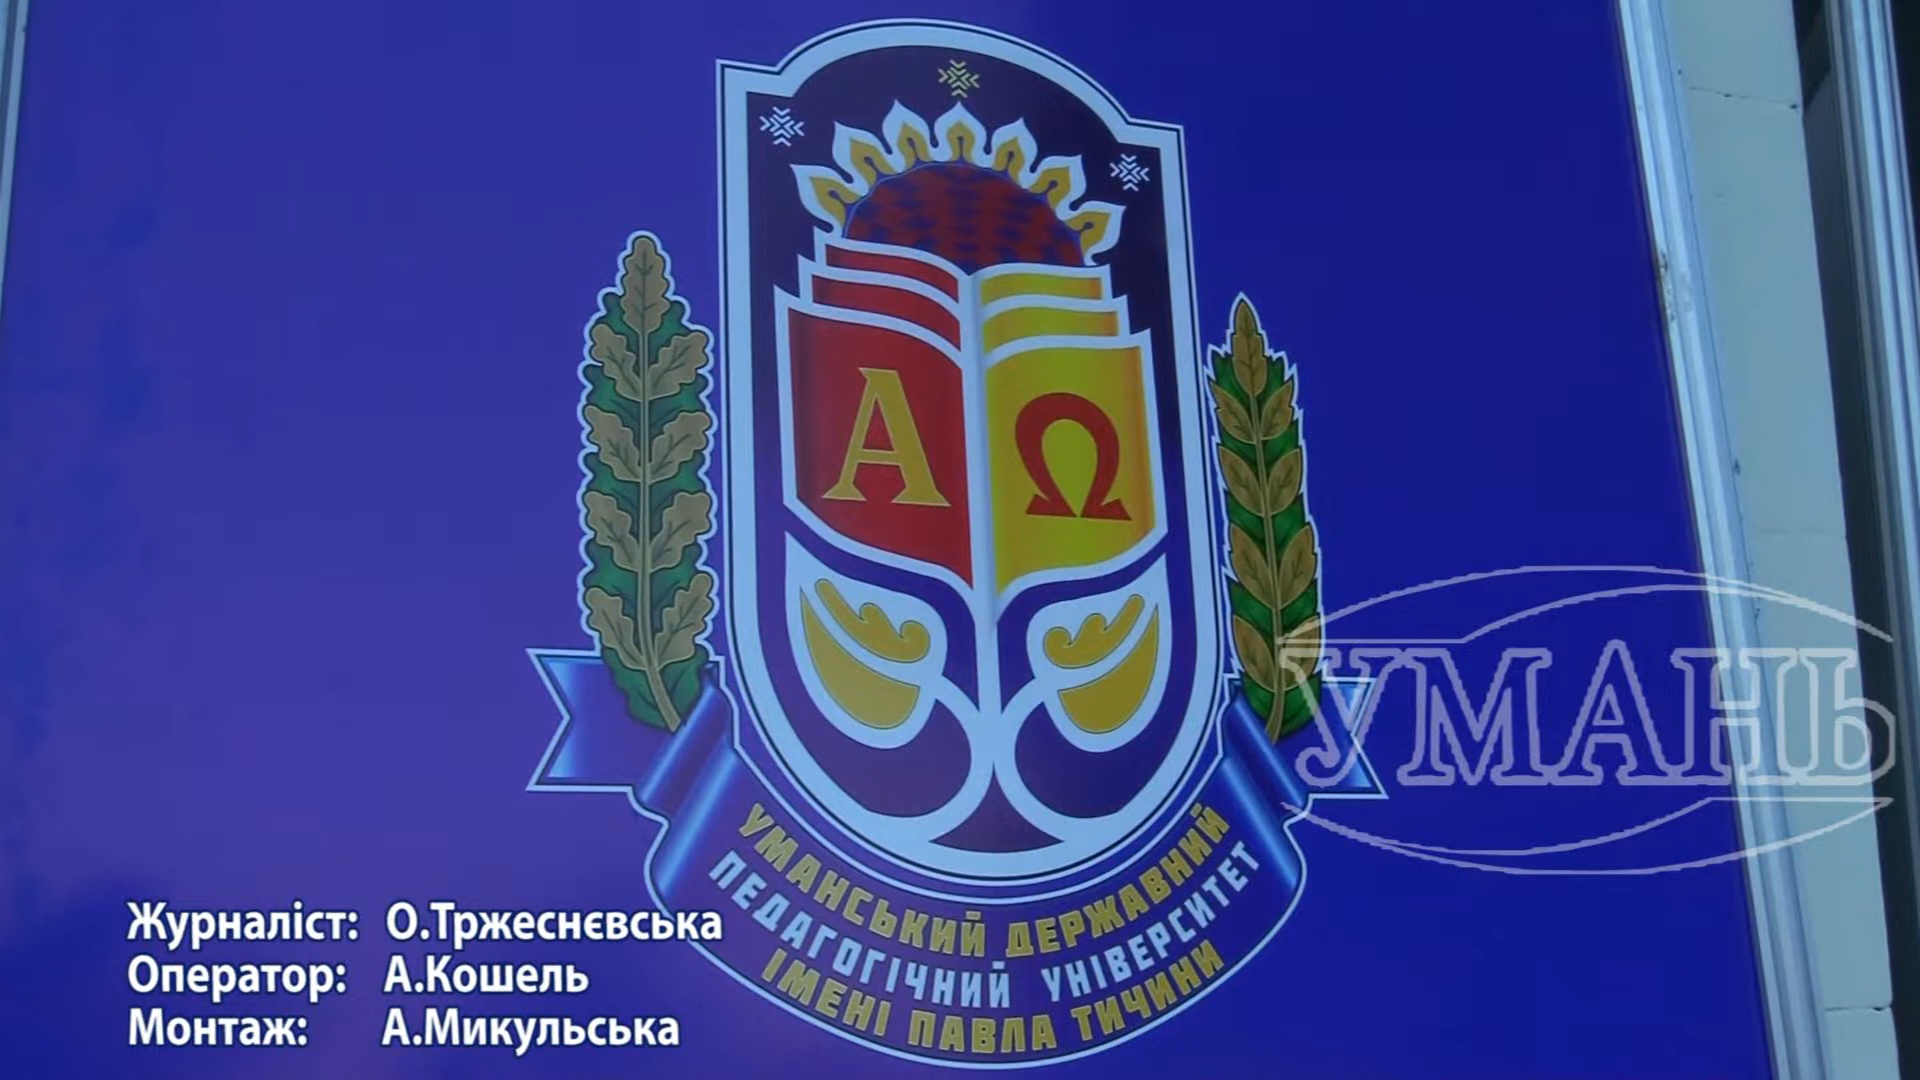 А Ω
УМАНСЬКИЙ ДЕРЖАВНИЙ
ПЕДАГОГІЧНИЙ УНІВЕРСИТЕТ
ІМЕНІ ПАВЛА ТИЧИНИ
УМАНЬ
Журналіст: О.Тржеснєвська
Оператор: А.Кошель
Монтаж: А.Микульська